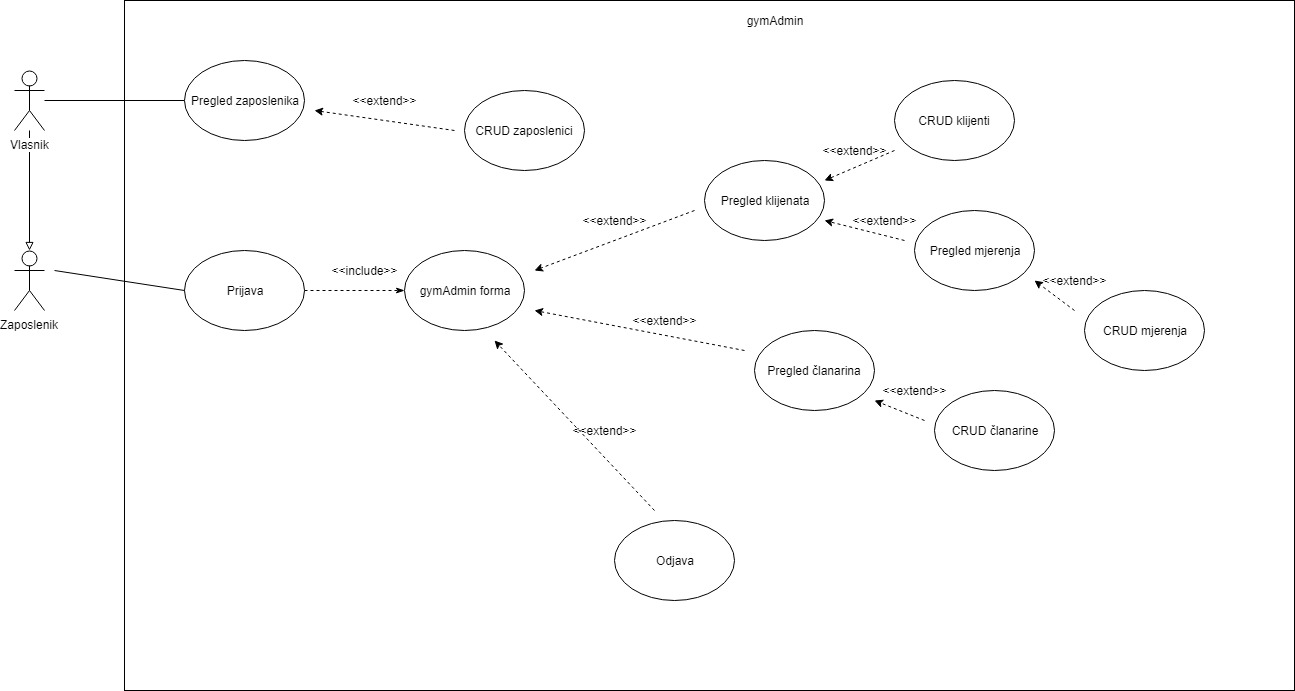 gymAdmin
Vlasnik
Pregled zaposlenika
<<extend>>
CRUD zaposlenici
CRUD klijenti
<<extend>>
Pregled klijenata
<<extend>>
<<extend>>
Pregled mjerenja
<<extend>>
CRUD mjerenja
Zaposlenik
Prijava
<<include>>
gymAdmin forma
<<extend>>
Pregled članarina
<<extend>>
CRUD članarine
<<extend>>
Odjava